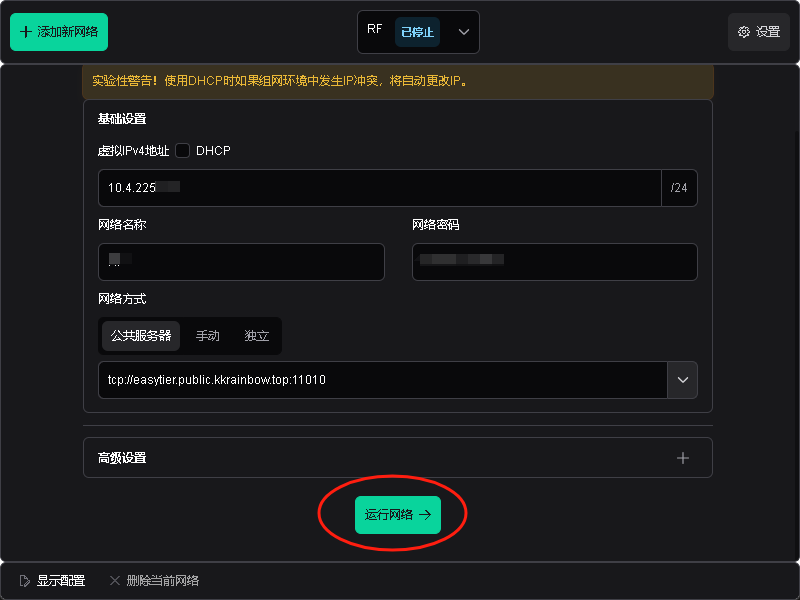 添加新网络
RF 已停止
设置
实验性警告！使用DHCP时如果组网环境中发生IP冲突，将自动更改IP。
基础设置
虚拟IPv4地址 DHCP
10.4.225 /24
网络名称 网络密码
网络方式
公共服务器 手动 独立
tcp://easytier.public.kkrainbow.top:11010
高级设置
运行网络
显示配置 删除当前网络